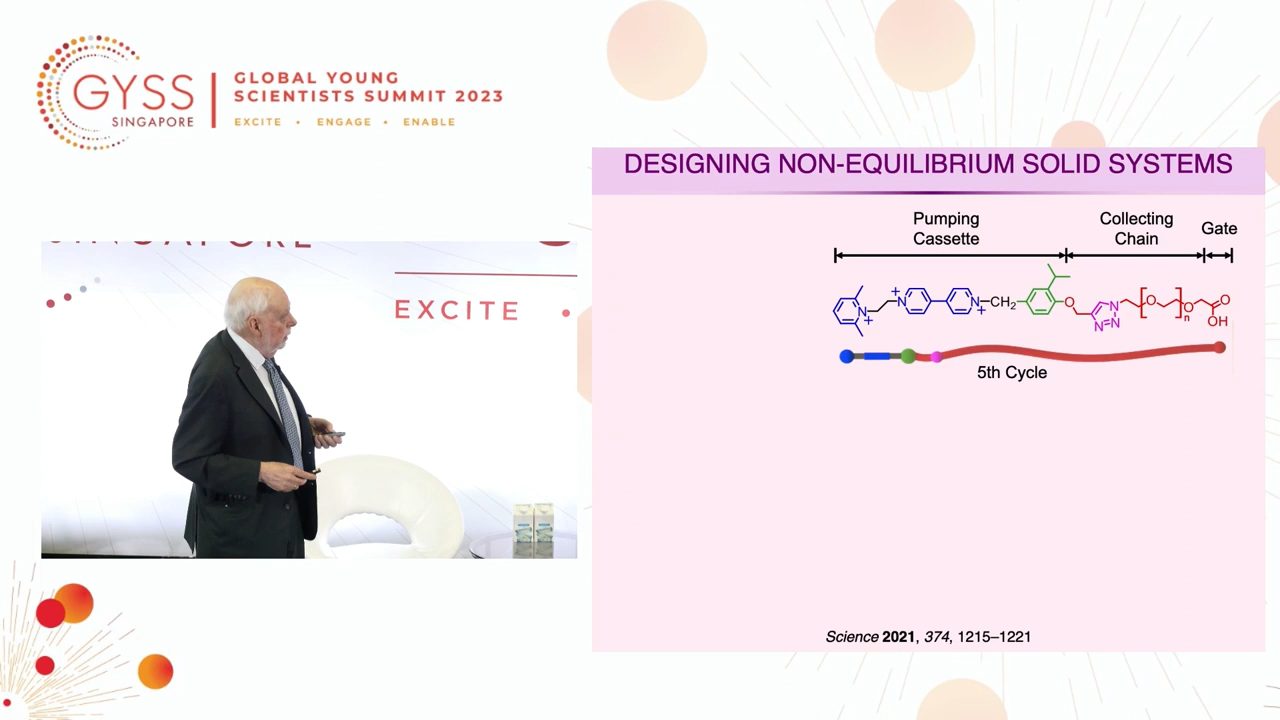 GYSS
SINGAPORE
GLOBAL YOUNG
SCIENTISTS SUMMIT 2023
EXCITE • ENGAGE • ENABLE
SINGAPORE
EXCITE •
DESIGNING NON-EQUILIBRIUM SOLID SYSTEMS
Pumping
Cassette
Collecting
Chain
Gate
+
N
+
N
+
N
+
CH2
O
N
N=N
O
n
O
O
OH
5th Cycle
Science 2021, 374, 1215–1221